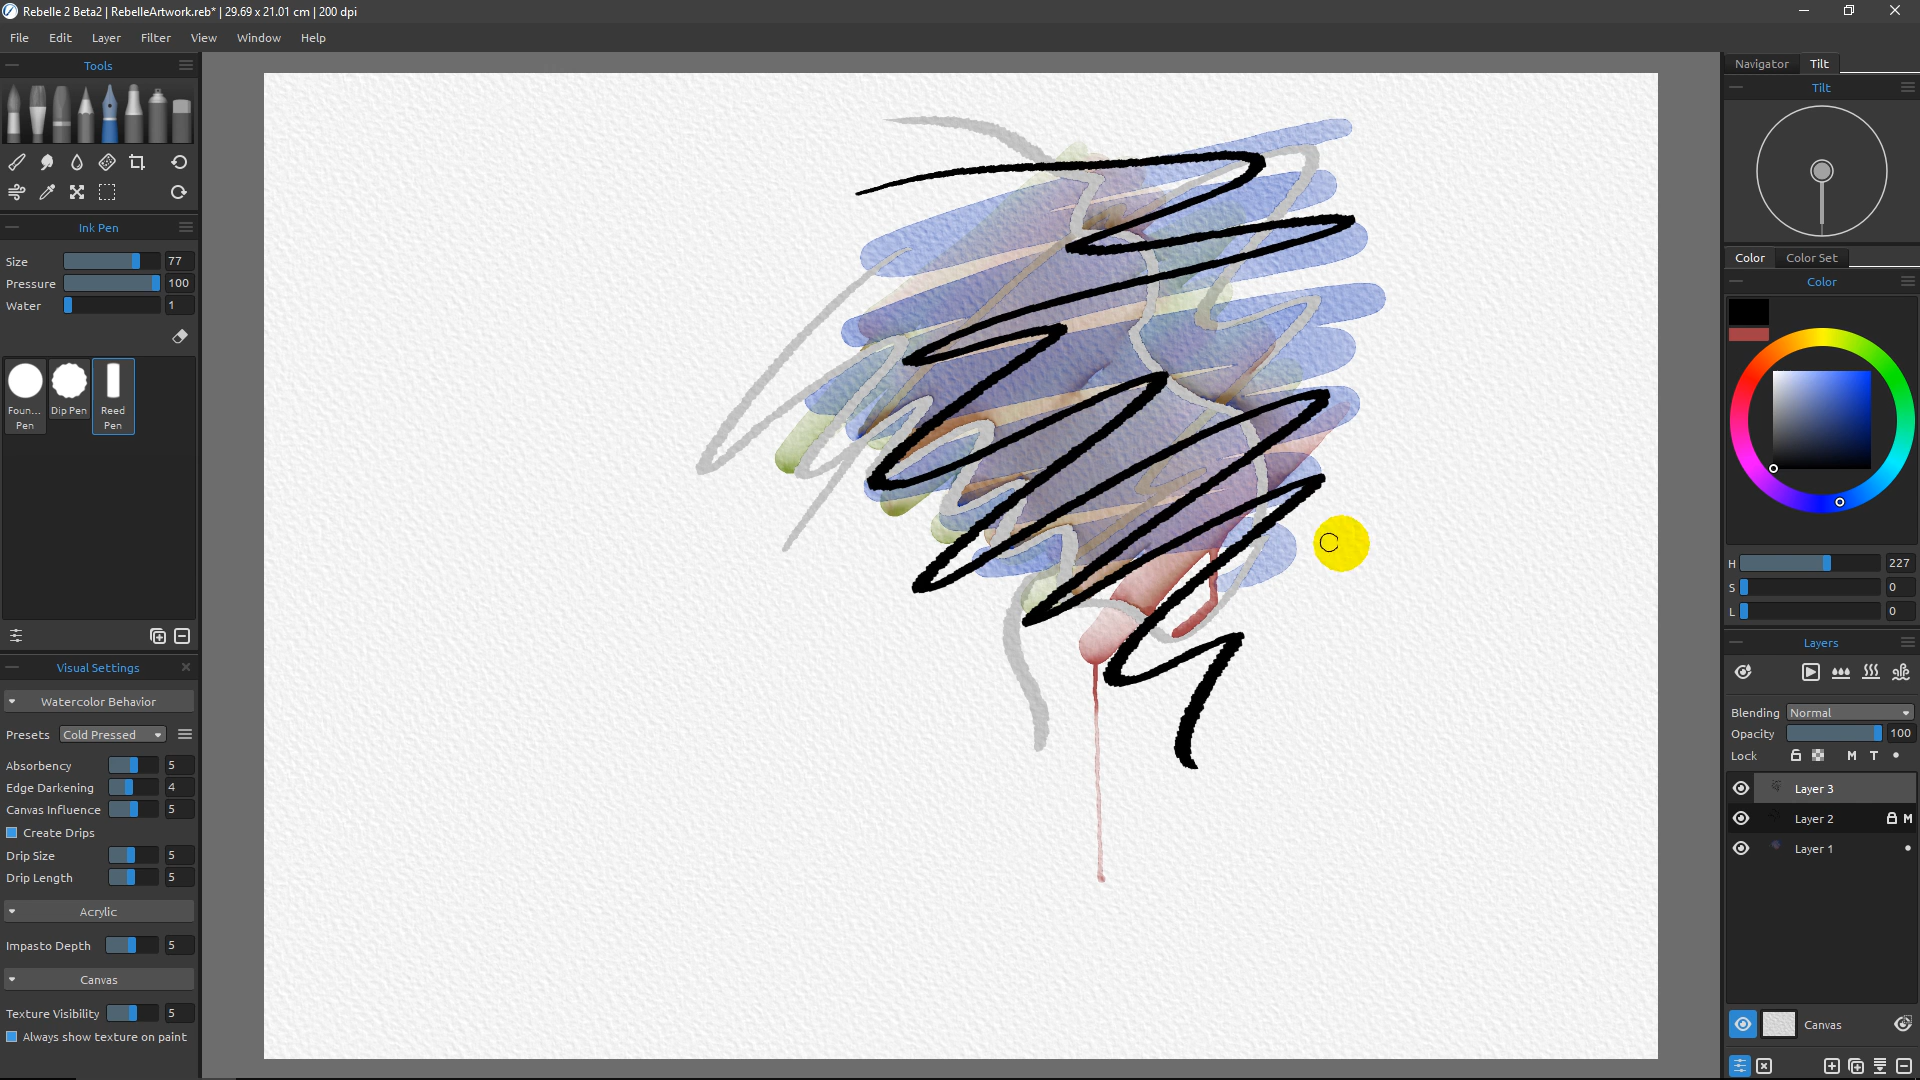 Rebelle 2 Beta2 | RebelleArtwork.reb* | 29.69 x 21.01 cm | 200 dpi
File Edit Layer Filter View Window Help
Tools
Ink Pen
Size 77
Pressure 100
Water 1
Foun... Pen
Dip Pen
Reed Pen
Visual Settings
Watercolor Behavior
Presets Cold Pressed
Absorbency 5
Edge Darkening 4
Canvas Influence 5
Create Drips
Drip Size 5
Drip Length 5
Acrylic
Impasto Depth 5
Canvas
Texture Visibility 5
Always show texture on paint
Navigator Tilt
Tilt
Color Color Set
Color
H 227
S 0
L 0
Layers
Blending Normal
Opacity 100
Lock M T
Layer 3
Layer 2 M
Layer 1
Canvas